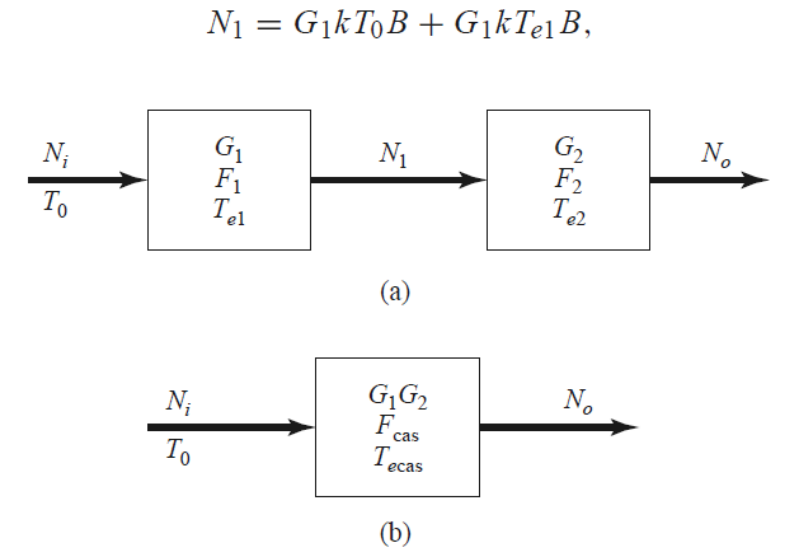 N₁ = G₁kT₀B + G₁kTₑ₁B,
Nᵢ
T₀
G₁
F₁
Tₑ₁
N₁
G₂
F₂
Tₑ₂
Nₒ
(a)
Nᵢ
T₀
G₁G₂
F_cas
T_ecas
Nₒ
(b)